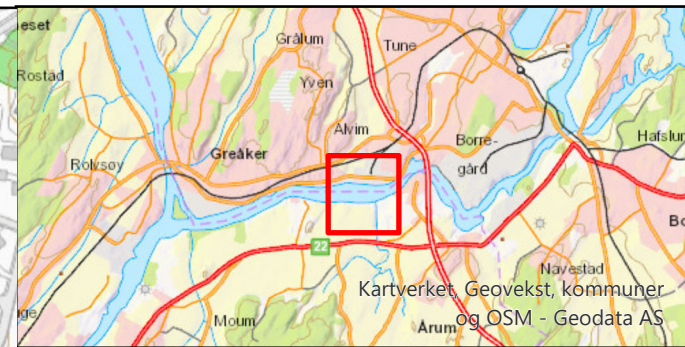 eset
Grålum
Tune
Rostad
Yven
Alvim
Borre-
gård
Hafslun
Rolvsøy
Greåker
Bo
22
Navestad
Kartverket, Geovekst, kommuner
og OSM - Geodata AS
ge
Moum
Årum